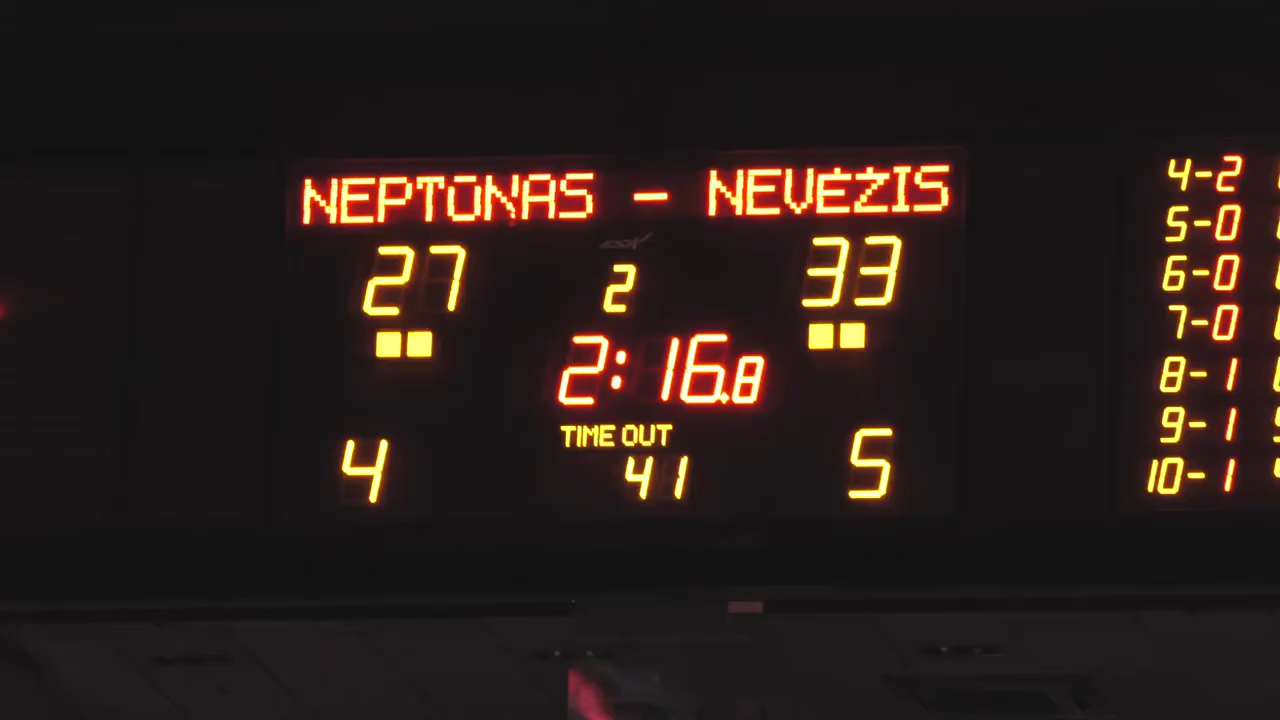 NEPTŪNAS - NEVĖŽIS
27 2 33
2:16.8
TIME OUT
4 41 5
4-2
5-0
6-0
7-0
8-1
9-1
10-1